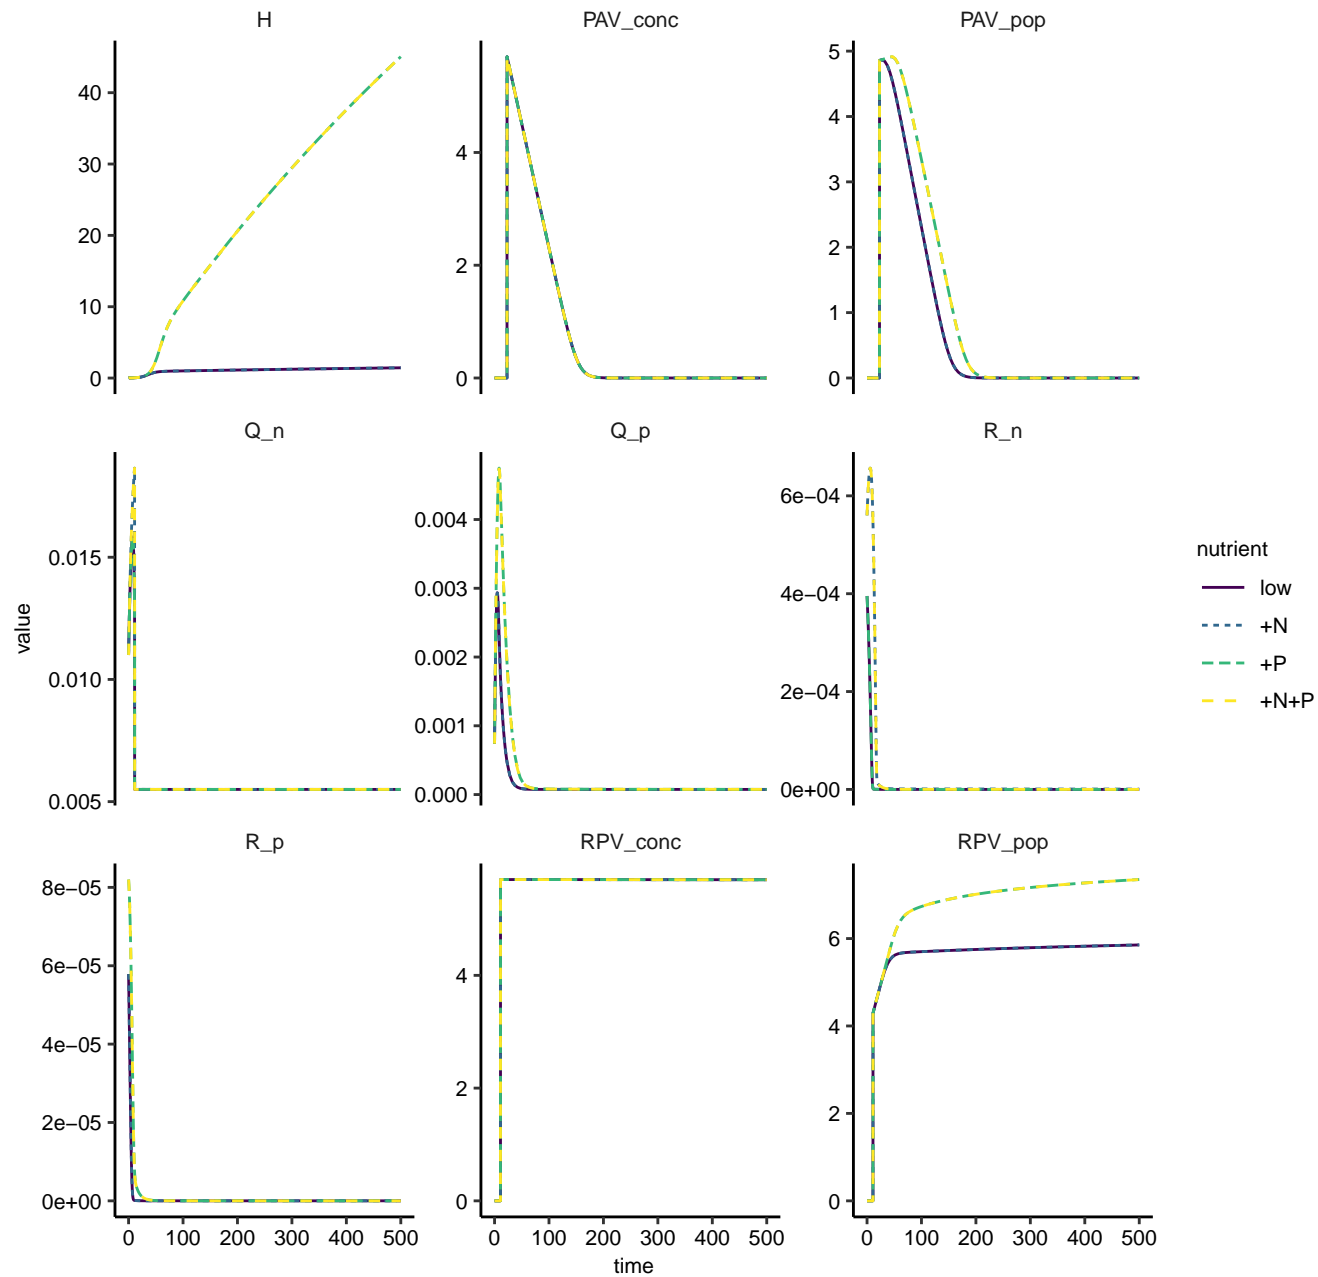 H
PAV_conc
PAV_pop
40
30
20
10
0
4
2
0
5
4
3
2
1
0
Q_n
Q_p
R_n
0.015
0.010
0.005
0.004
0.003
0.002
0.001
0.000
6e−04
4e−04
2e−04
0e+00
R_p
RPV_conc
RPV_pop
8e−05
6e−05
4e−05
2e−05
0e+00
4
2
0
6
4
2
0
0 100 200 300 400 500
0 100 200 300 400 500
0 100 200 300 400 500
time
value
nutrient
low
+N
+P
+N+P